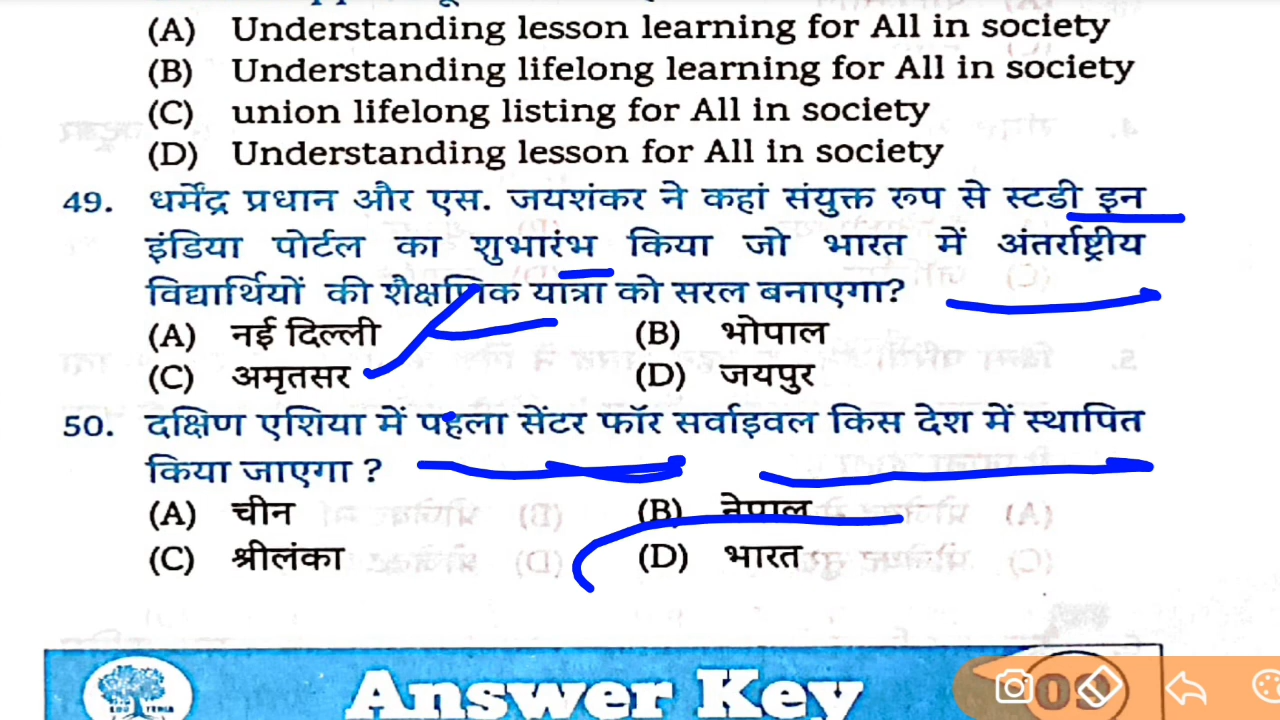 (A) Understanding lesson learning for All in society
(B) Understanding lifelong learning for All in society
(C) union lifelong listing for All in society
(D) Understanding lesson for All in society
49. धर्मेंद्र प्रधान और एस. जयशंकर ने कहां संयुक्त रूप से स्टडी इन
इंडिया पोर्टल का शुभारंभ किया जो भारत में अंतर्राष्ट्रीय
विद्यार्थियों की शैक्षणिक यात्रा को सरल बनाएगा?
(A) नई दिल्ली (B) भोपाल
(C) अमृतसर (D) जयपुर
50. दक्षिण एशिया में पहला सेंटर फॉर सर्वाइवल किस देश में स्थापित
किया जाएगा ?
(A) चीन (B) नेपाल
(C) श्रीलंका (D) भारत
Answer Key